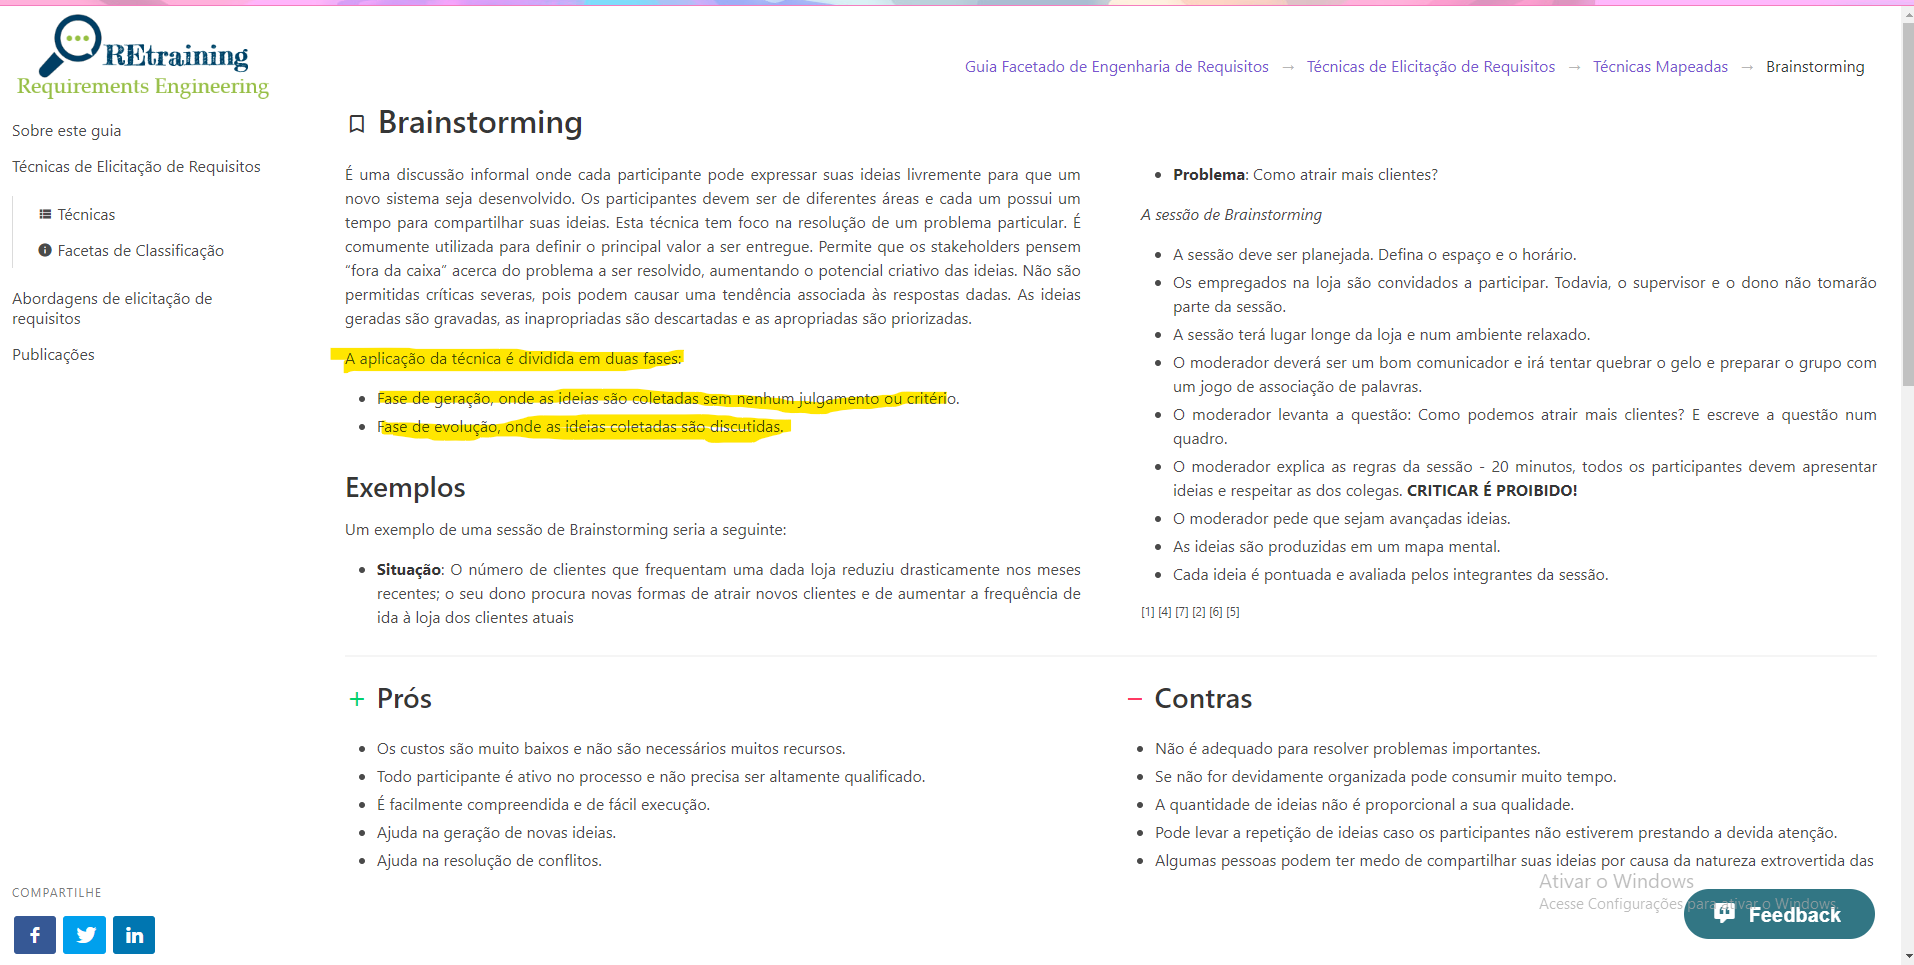 REtraining
Requirements Engineering
Guia Facetado de Engenharia de Requisitos → Técnicas de Elicitação de Requisitos → Técnicas Mapeadas → Brainstorming
Sobre este guia
Técnicas de Elicitação de Requisitos
Técnicas
Facetas de Classificação
Abordagens de elicitação de
requisitos
Publicações
Brainstorming
É uma discussão informal onde cada participante pode expressar suas ideias livremente para que um
novo sistema seja desenvolvido. Os participantes devem ser de diferentes áreas e cada um possui um
tempo para compartilhar suas ideias. Esta técnica tem foco na resolução de um problema particular. É
comumente utilizada para definir o principal valor a ser entregue. Permite que os stakeholders pensem
“fora da caixa” acerca do problema a ser resolvido, aumentando o potencial criativo das ideias. Não são
permitidas críticas severas, pois podem causar uma tendência associada às respostas dadas. As ideias
geradas são gravadas, as inapropriadas são descartadas e as apropriadas são priorizadas.
A aplicação da técnica é dividida em duas fases:
• Fase de geração, onde as ideias são coletadas sem nenhum julgamento ou critério.
• Fase de evolução, onde as ideias coletadas são discutidas.
Exemplos
Um exemplo de uma sessão de Brainstorming seria a seguinte:
• Situação: O número de clientes que frequentam uma dada loja reduziu drasticamente nos meses
recentes; o seu dono procura novas formas de atrair novos clientes e de aumentar a frequência de
ida à loja dos clientes atuais
• Problema: Como atrair mais clientes?
A sessão de Brainstorming
• A sessão deve ser planejada. Defina o espaço e o horário.
• Os empregados na loja são convidados a participar. Todavia, o supervisor e o dono não tomarão
parte da sessão.
• A sessão terá lugar longe da loja e num ambiente relaxado.
• O moderador deverá ser um bom comunicador e irá tentar quebrar o gelo e preparar o grupo com
um jogo de associação de palavras.
• O moderador levanta a questão: Como podemos atrair mais clientes? E escreve a questão num
quadro.
• O moderador explica as regras da sessão - 20 minutos, todos os participantes devem apresentar
ideias e respeitar as dos colegas. CRITICAR É PROIBIDO!
• O moderador pede que sejam avançadas ideias.
• As ideias são produzidas em um mapa mental.
• Cada ideia é pontuada e avaliada pelos integrantes da sessão.
[1] [4] [7] [2] [6] [5]
+ Prós
• Os custos são muito baixos e não são necessários muitos recursos.
• Todo participante é ativo no processo e não precisa ser altamente qualificado.
• É facilmente compreendida e de fácil execução.
• Ajuda na geração de novas ideias.
• Ajuda na resolução de conflitos.
− Contras
• Não é adequado para resolver problemas importantes.
• Se não for devidamente organizada pode consumir muito tempo.
• A quantidade de ideias não é proporcional a sua qualidade.
• Pode levar a repetição de ideias caso os participantes não estiverem prestando a devida atenção.
• Algumas pessoas podem ter medo de compartilhar suas ideias por causa da natureza extrovertida das
COMPARTILHE
Ativar o Windows
Acesse Configurações para ativar o Windows.
Feedback